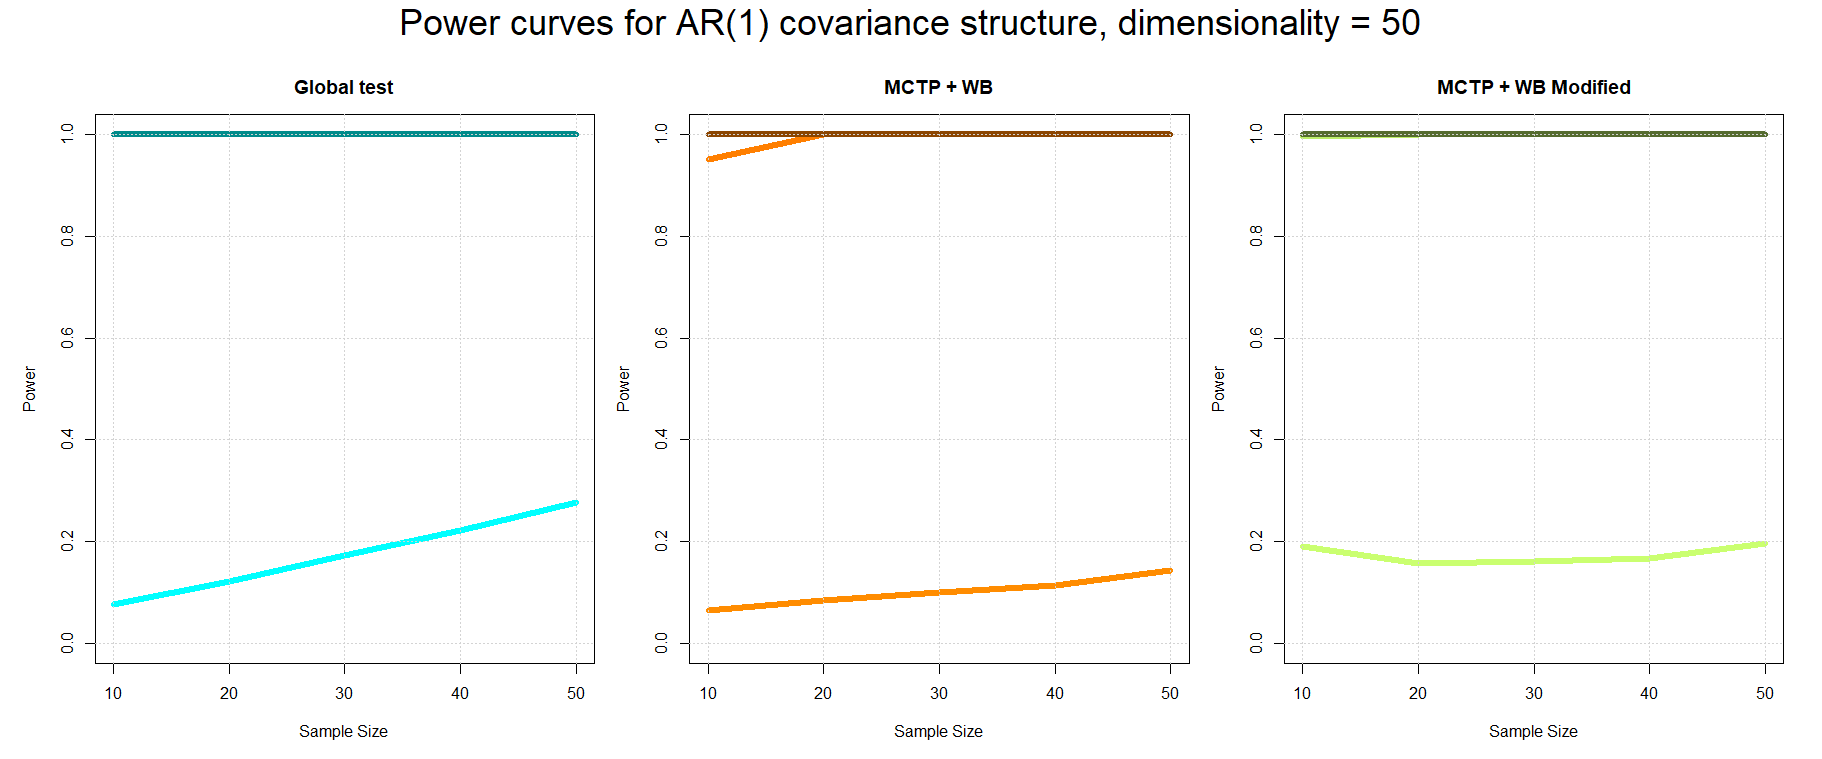 Power curves for AR(1) covariance structure, dimensionality = 50
Global test
1.0
0.8
0.6
0.4
0.2
0.0
Power
10 20 30 40 50
Sample Size
MCTP + WB
1.0
0.8
0.6
0.4
0.2
0.0
Power
10 20 30 40 50
Sample Size
MCTP + WB Modified
1.0
0.8
0.6
0.4
0.2
0.0
Power
10 20 30 40 50
Sample Size